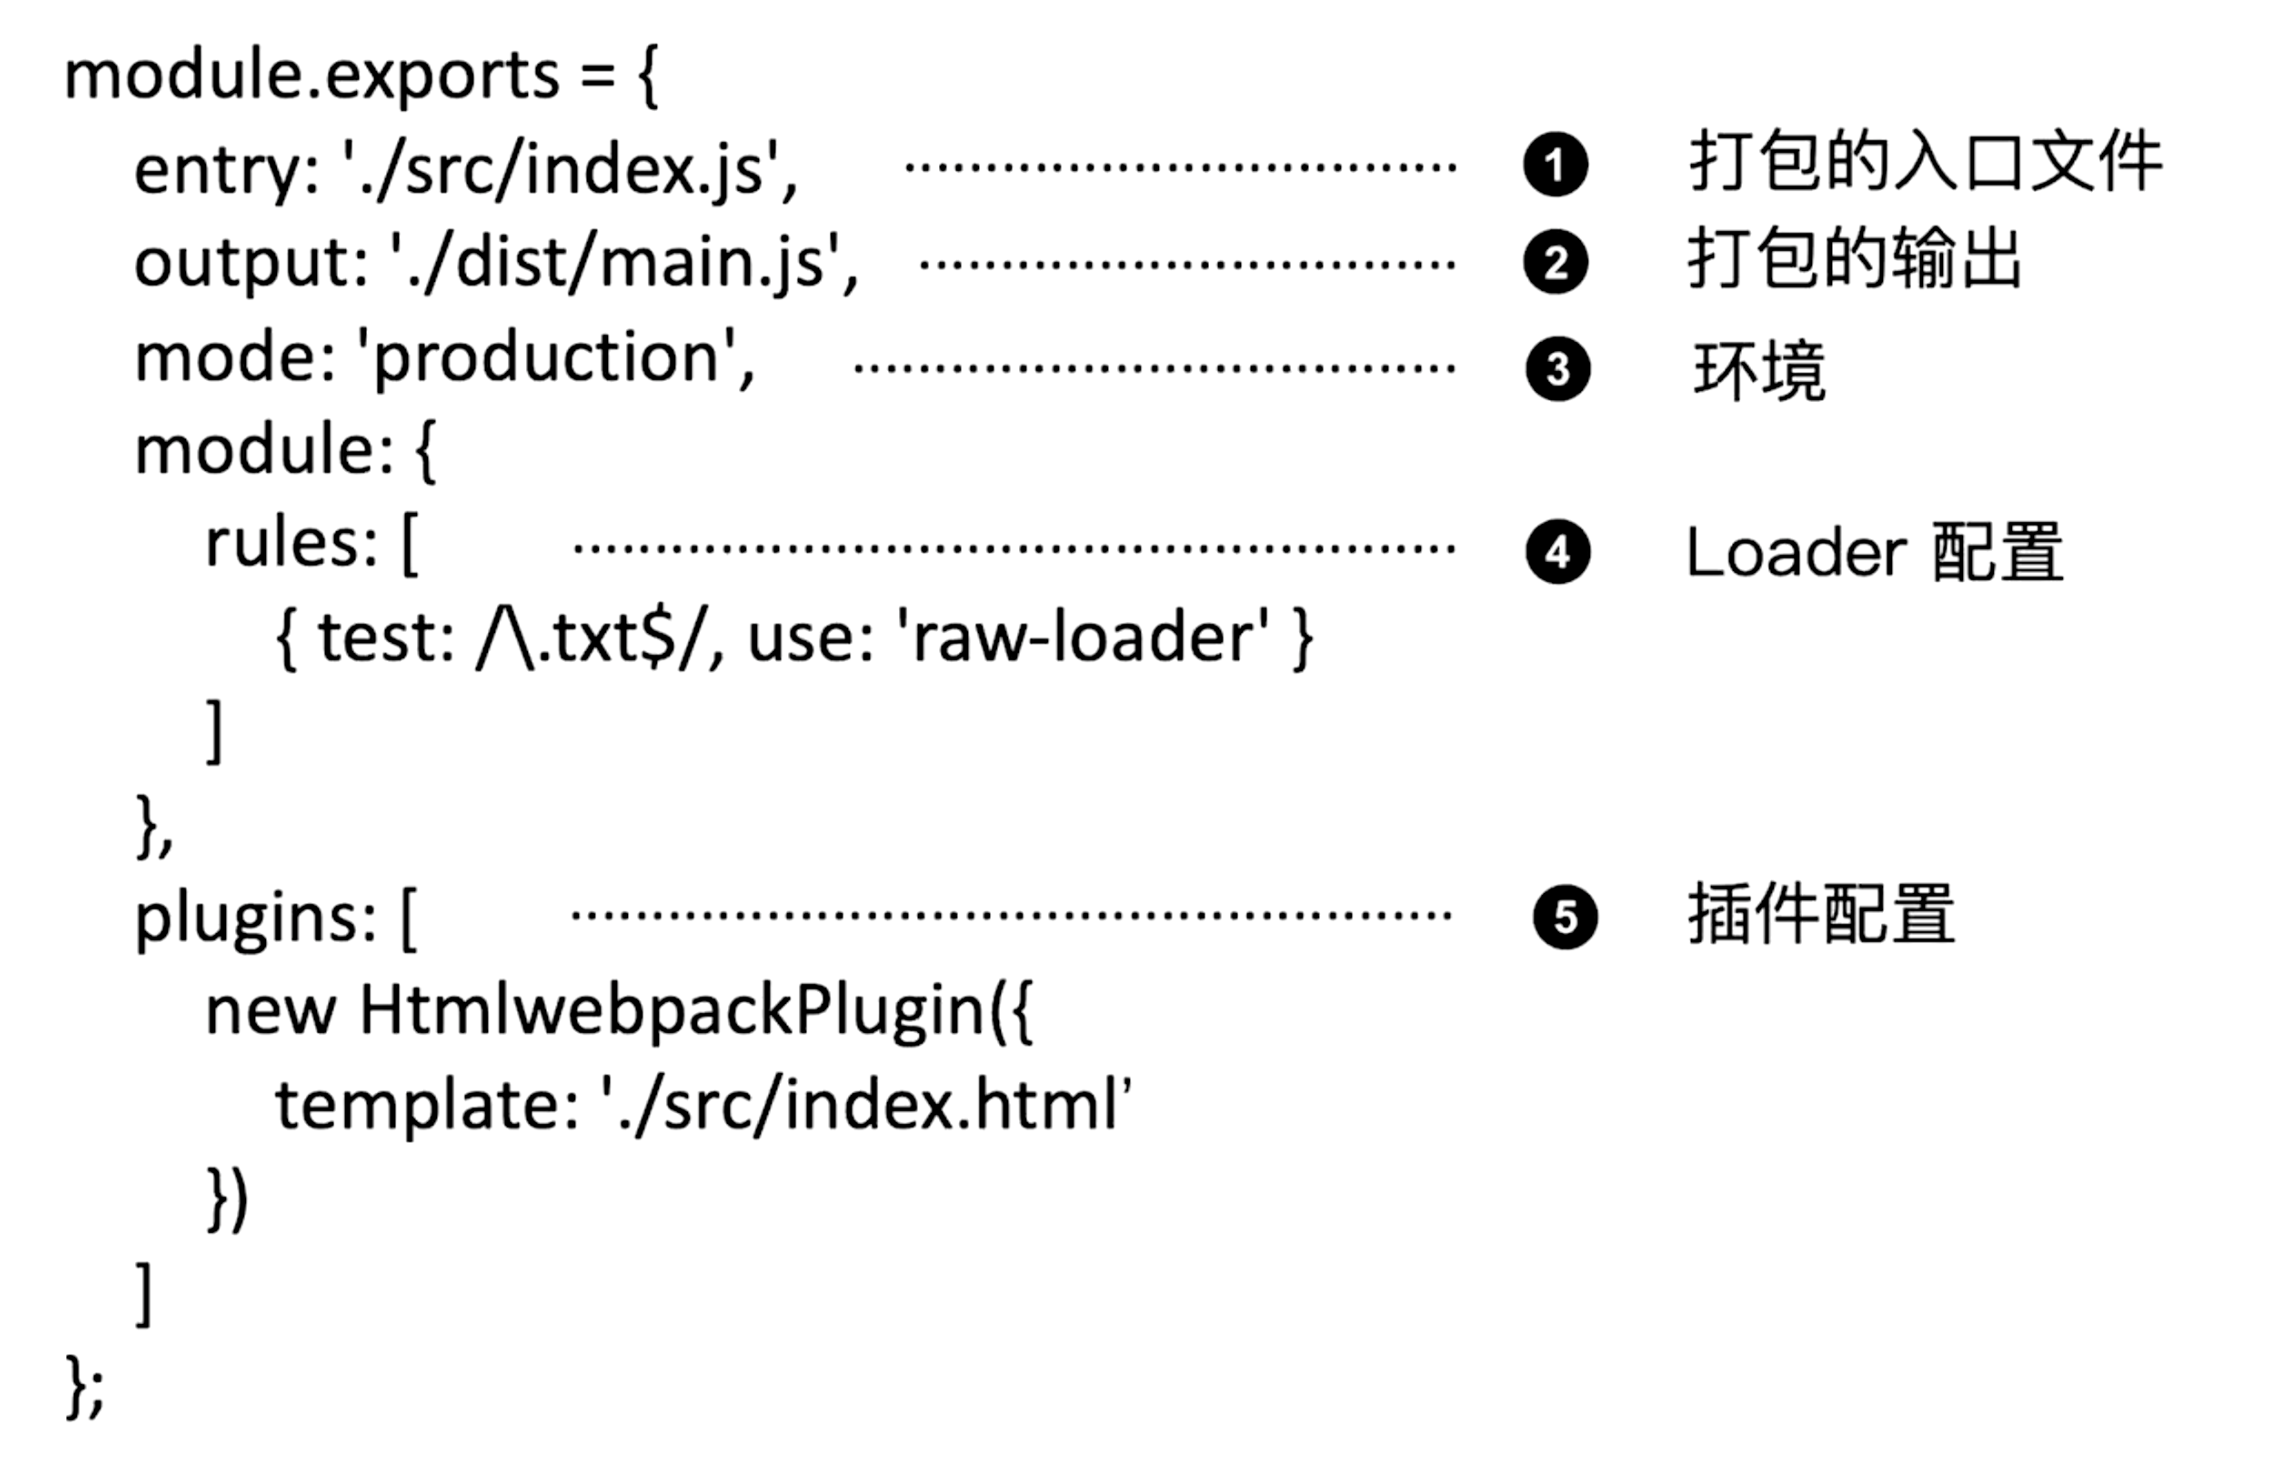 module.exports = {
entry: './src/index.js', ❶ 打包的入口文件
output: './dist/main.js', ❷ 打包的输出
mode: 'production', ❸ 环境
module: {
rules: [ ❹ Loader 配置
{ test: /\.txt$/, use: 'raw-loader' }
]
},
plugins: [ ❺ 插件配置
new HtmlwebpackPlugin({
template: './src/index.html’
})
]
};